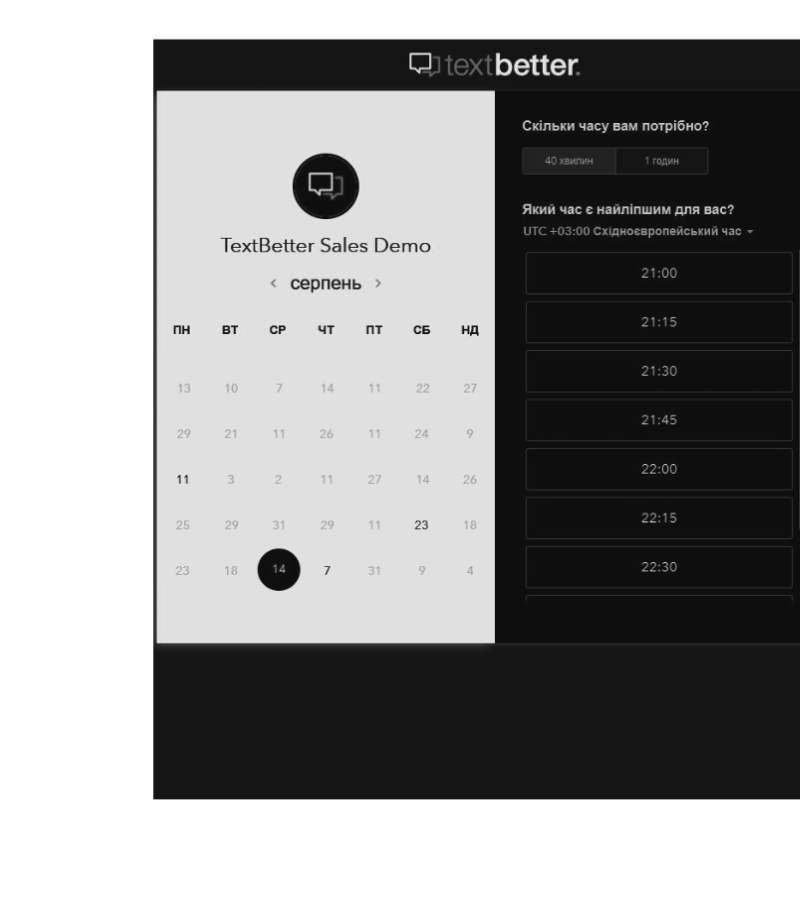 textbetter.
TextBetter Sales Demo
‹ серпень ›
ПН ВТ СР ЧТ ПТ СБ НД
13 10 7 14 11 22 27
29 21 11 26 11 24 9
11 3 2 11 27 14 26
25 29 31 29 11 23 18
23 18 14 7 31 9 4
Скільки часу вам потрібно?
40 хвилин 1 годин
Який час є найліпшим для вас?
UTC +03:00 Східноєвропейський час
21:00
21:15
21:30
21:45
22:00
22:15
22:30